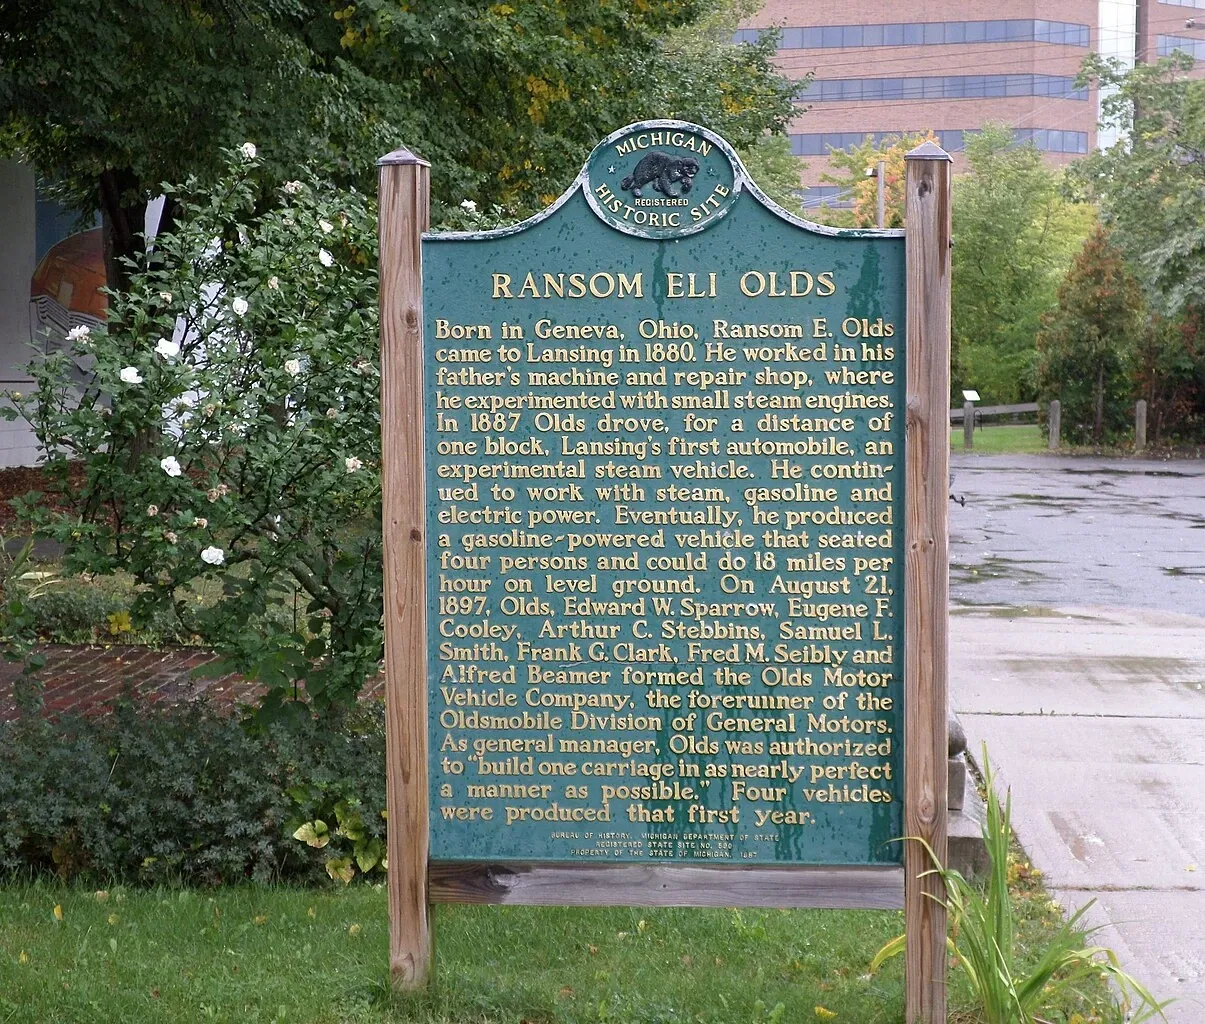 MICHIGAN
REGISTERED
HISTORIC SITE
RANSOM ELI OLDS
Born in Geneva, Ohio, Ransom E. Olds
came to Lansing in 1880. He worked in his
father's machine and repair shop, where
he experimented with small steam engines.
In 1887 Olds drove, for a distance of
one block, Lansing's first automobile, an
experimental steam vehicle. He contin-
ued to work with steam, gasoline and
electric power. Eventually, he produced
a gasoline-powered vehicle that seated
four persons and could do 18 miles per
hour on level ground. On August 21,
1897, Olds, Edward W. Sparrow, Eugene F.
Cooley, Arthur C. Stebbins, Samuel L.
Smith, Frank G. Clark, Fred M. Seibly and
Alfred Beamer formed the Olds Motor
Vehicle Company, the forerunner of the
Oldsmobile Division of General Motors.
As general manager, Olds was authorized
to "build one carriage in as nearly perfect
a manner as possible." Four vehicles
were produced that first year.
BUREAU OF HISTORY, MICHIGAN DEPARTMENT OF STATE
REGISTERED STATE SITE NO.
PROPERTY OF THE STATE OF MICHIGAN,